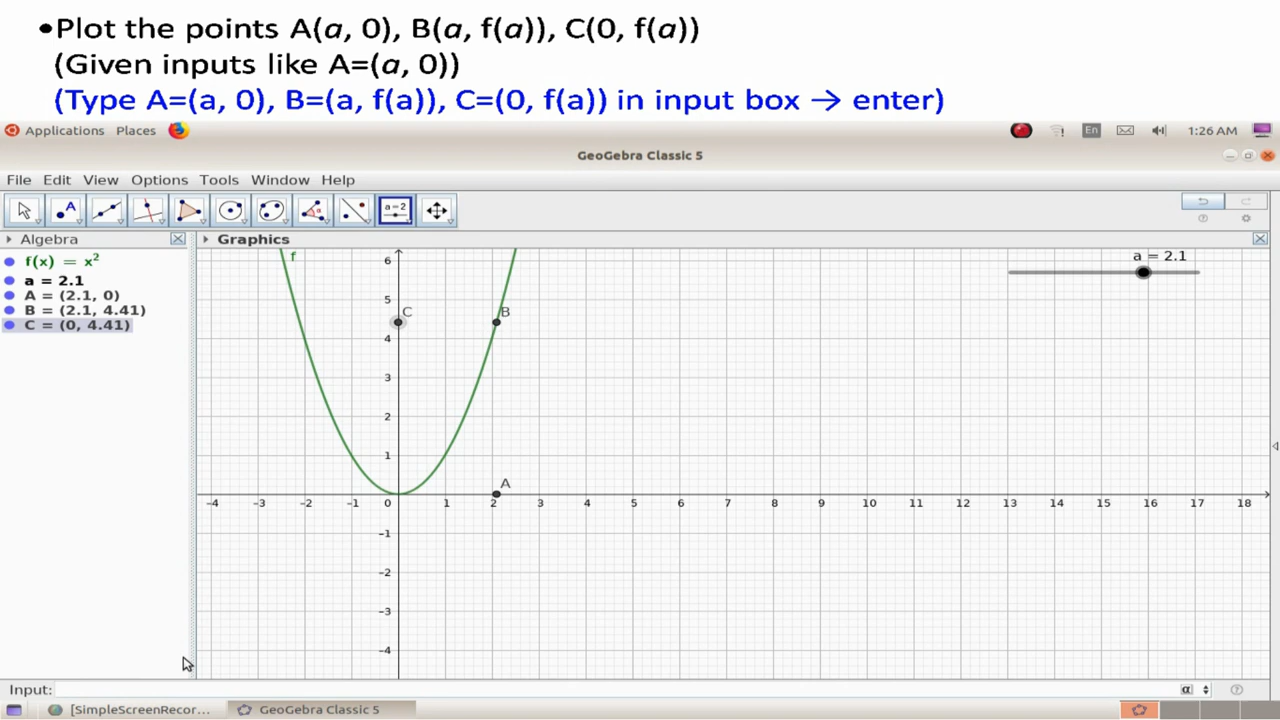 •Plot the points A(a, 0), B(a, f(a)), C(0, f(a))
(Given inputs like A=(a, 0))
(Type A=(a, 0), B=(a, f(a)), C=(0, f(a)) in input box → enter)
Applications Places En 1:26 AM
GeoGebra Classic 5
File Edit View Options Tools Window Help
A α a=2
Algebra Graphics
f(x) = x²
a = 2.1
A = (2.1, 0)
B = (2.1, 4.41)
C = (0, 4.41)
f a = 2.1
6
5
C B
4
3
2
1
A
-4 -3 -2 -1 0 1 2 3 4 5 6 7 8 9 10 11 12 13 14 15 16 17 18
-1
-2
-3
-4
Input: α
[SimpleScreenRecor... GeoGebra Classic 5